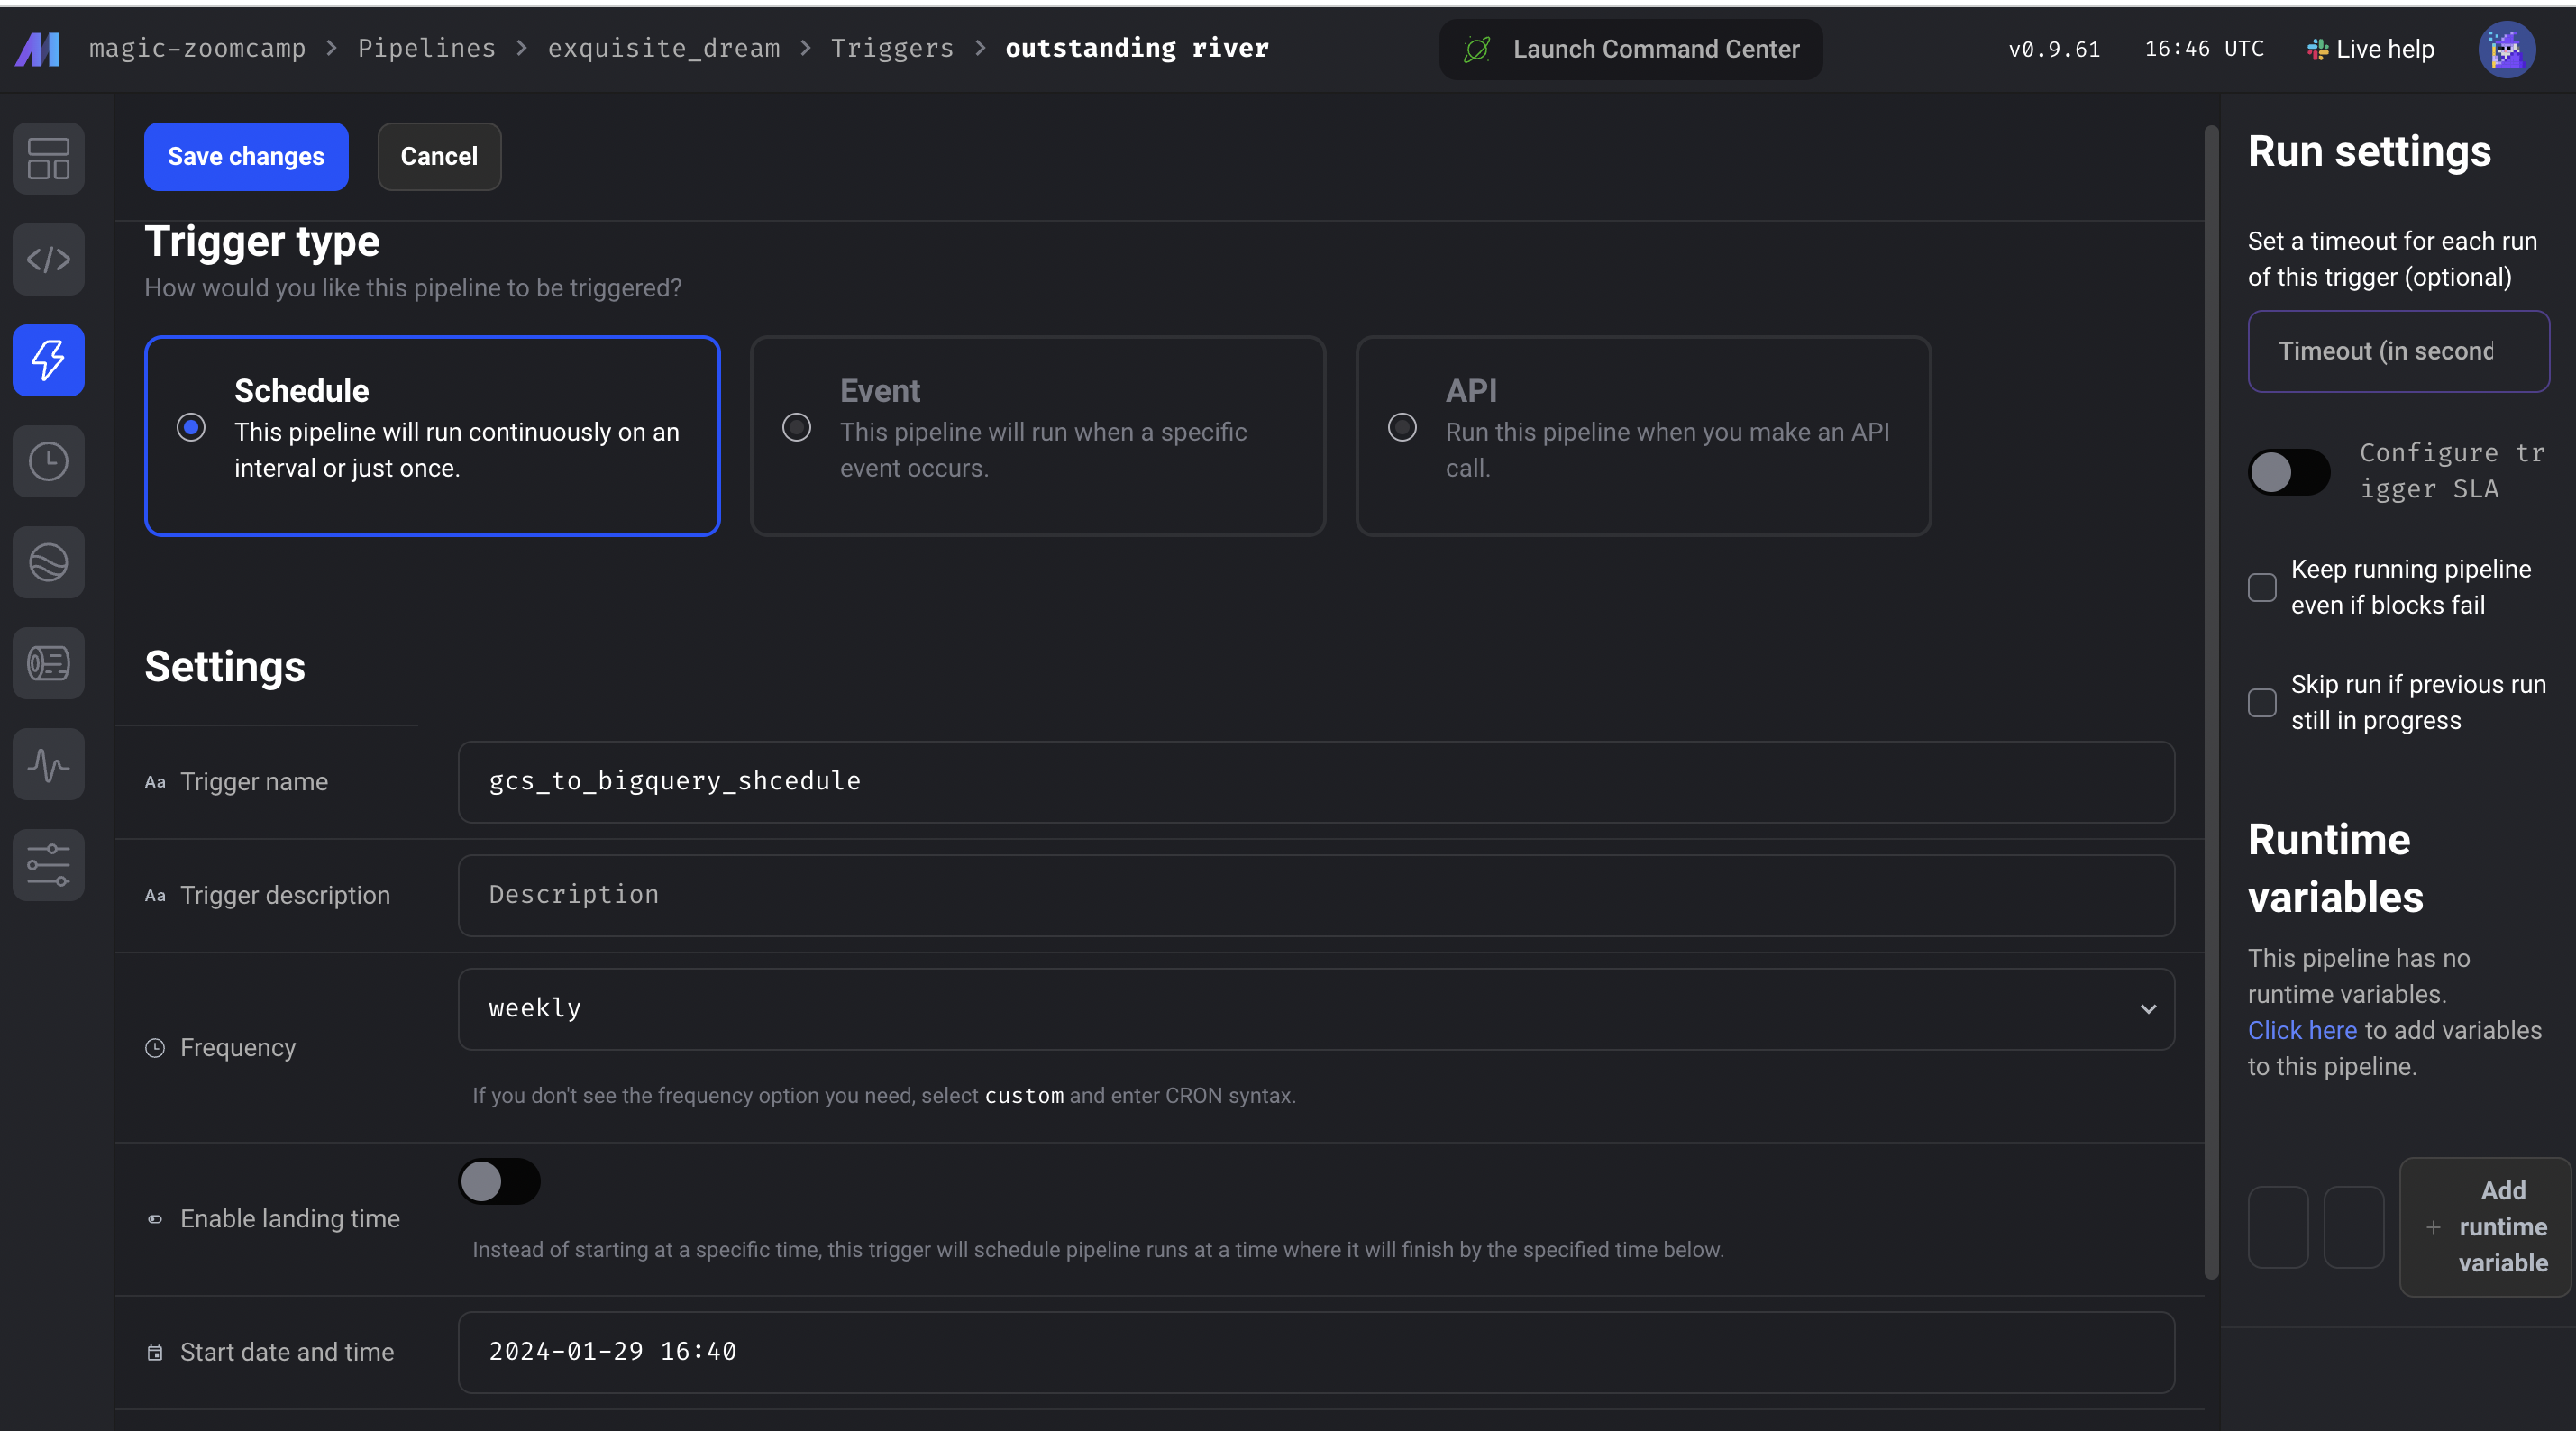 magic-zoomcamp > Pipelines > exquisite_dream > Triggers > outstanding river
Launch Command Center
v0.9.61
16:46 UTC
Live help
Save changes
Cancel
Trigger type
How would you like this pipeline to be triggered?
Schedule
This pipeline will run continuously on an
interval or just once.
Event
This pipeline will run when a specific
event occurs.
API
Run this pipeline when you make an API
call.
Settings
Aa Trigger name
gcs_to_bigquery_shcedule
Aa Trigger description
Description
Frequency
weekly
If you don't see the frequency option you need, select custom and enter CRON syntax.
Enable landing time
Instead of starting at a specific time, this trigger will schedule pipeline runs at a time where it will finish by the specified time below.
Start date and time
2024-01-29 16:40
Run settings
Set a timeout for each run
of this trigger (optional)
Timeout (in second
Configure tr
igger SLA
Keep running pipeline
even if blocks fail
Skip run if previous run
still in progress
Runtime
variables
This pipeline has no
runtime variables.
Click here to add variables
to this pipeline.
+ Add
runtime
variable